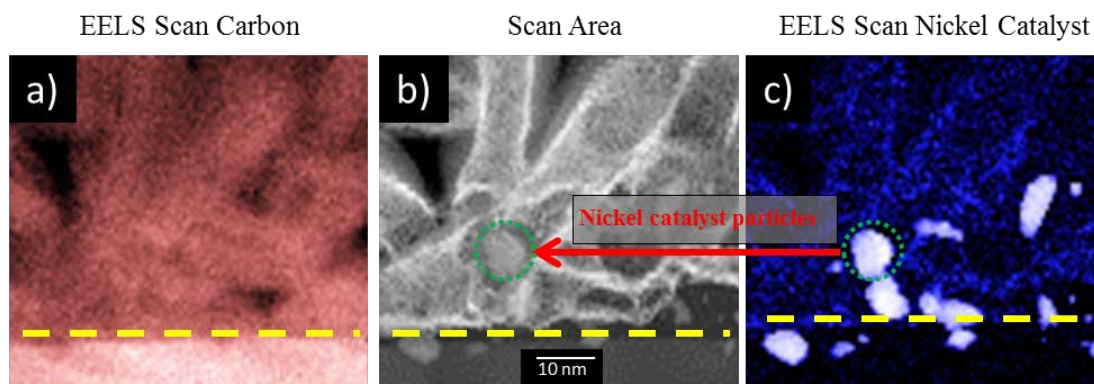 EELS Scan Carbon
Scan Area
EELS Scan Nickel Catalyst
a)
b)
c)
Nickel catalyst particles
10 nm